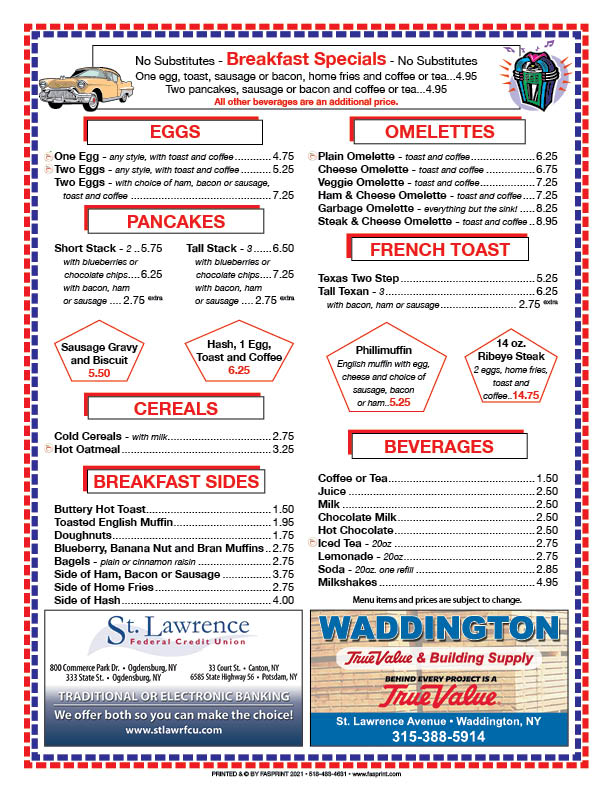 No Substitutes - Breakfast Specials - No Substitutes
One egg, toast, sausage or bacon, home fries and coffee or tea...4.95
Two pancakes, sausage or bacon and coffee or tea...4.95
All other beverages are an additional price.
EGGS
One Egg - any style, with toast and coffee............4.75
Two Eggs - any style, with toast and coffee ..........5.25
Two Eggs - with choice of ham, bacon or sausage,
toast and coffee ..............................................7.25
PANCAKES
Short Stack - 2 ..5.75
with blueberries or
chocolate chips....6.25
with bacon, ham
or sausage ....2.75 extra
Tall Stack - 3......6.50
with blueberries or
chocolate chips....7.25
with bacon, ham
or sausage ....2.75 extra
Sausage Gravy
and Biscuit
5.50
Hash, 1 Egg,
Toast and Coffee
6.25
CEREALS
Cold Cereals - with milk..................................2.75
Hot Oatmeal..................................................3.25
BREAKFAST SIDES
Buttery Hot Toast..........................................1.50
Toasted English Muffin..................................1.95
Doughnuts.....................................................1.75
Blueberry, Banana Nut and Bran Muffins ..2.75
Bagels - plain or cinnamon raisin ......................2.75
Side of Ham, Bacon or Sausage ................3.75
Side of Home Fries.......................................2.75
Side of Hash .................................................4.00
OMELETTES
Plain Omelette - toast and coffee......................6.25
Cheese Omelette - toast and coffee .................6.75
Veggie Omelette - toast and coffee...................7.25
Ham & Cheese Omelette - toast and coffee....7.25
Garbage Omelette - everything but the sink! .....8.25
Steak & Cheese Omelette - toast and coffee ..8.95
FRENCH TOAST
Texas Two Step..............................................5.25
Tall Texan - 3..................................................6.25
with bacon, ham or sausage..........................2.75 extra
Phillimuffin
English muffin with egg,
cheese and choice of
sausage, bacon
or ham..5.25
14 oz.
Ribeye Steak
2 eggs, home fries,
toast and
coffee..14.75
BEVERAGES
Coffee or Tea.................................................1.50
Juice ..............................................................2.50
Milk ................................................................2.50
Chocolate Milk...............................................2.50
Hot Chocolate................................................2.50
Iced Tea - 20oz ...............................................2.75
Lemonade - 20oz............................................2.75
Soda - 20oz. one refill ......................................2.85
Milkshakes .....................................................4.95
Menu items and prices are subject to change.
St. Lawrence
Federal Credit Union
800 Commerce Park Dr. • Ogdensburg, NY
333 State St. • Ogdensburg, NY
33 Court St. • Canton, NY
6585 State Highway 56 • Potsdam, NY
TRADITIONAL OR ELECTRONIC BANKING
We offer both so you can make the choice!
www.stlawrfcu.com
WADDINGTON
True Value & Building Supply
BEHIND EVERY PROJECT IS A
True Value
St. Lawrence Avenue • Waddington, NY
315-388-5914
PRINTED & © BY FASPRINT 2021 • 518-483-4631 • www.fasprint.com